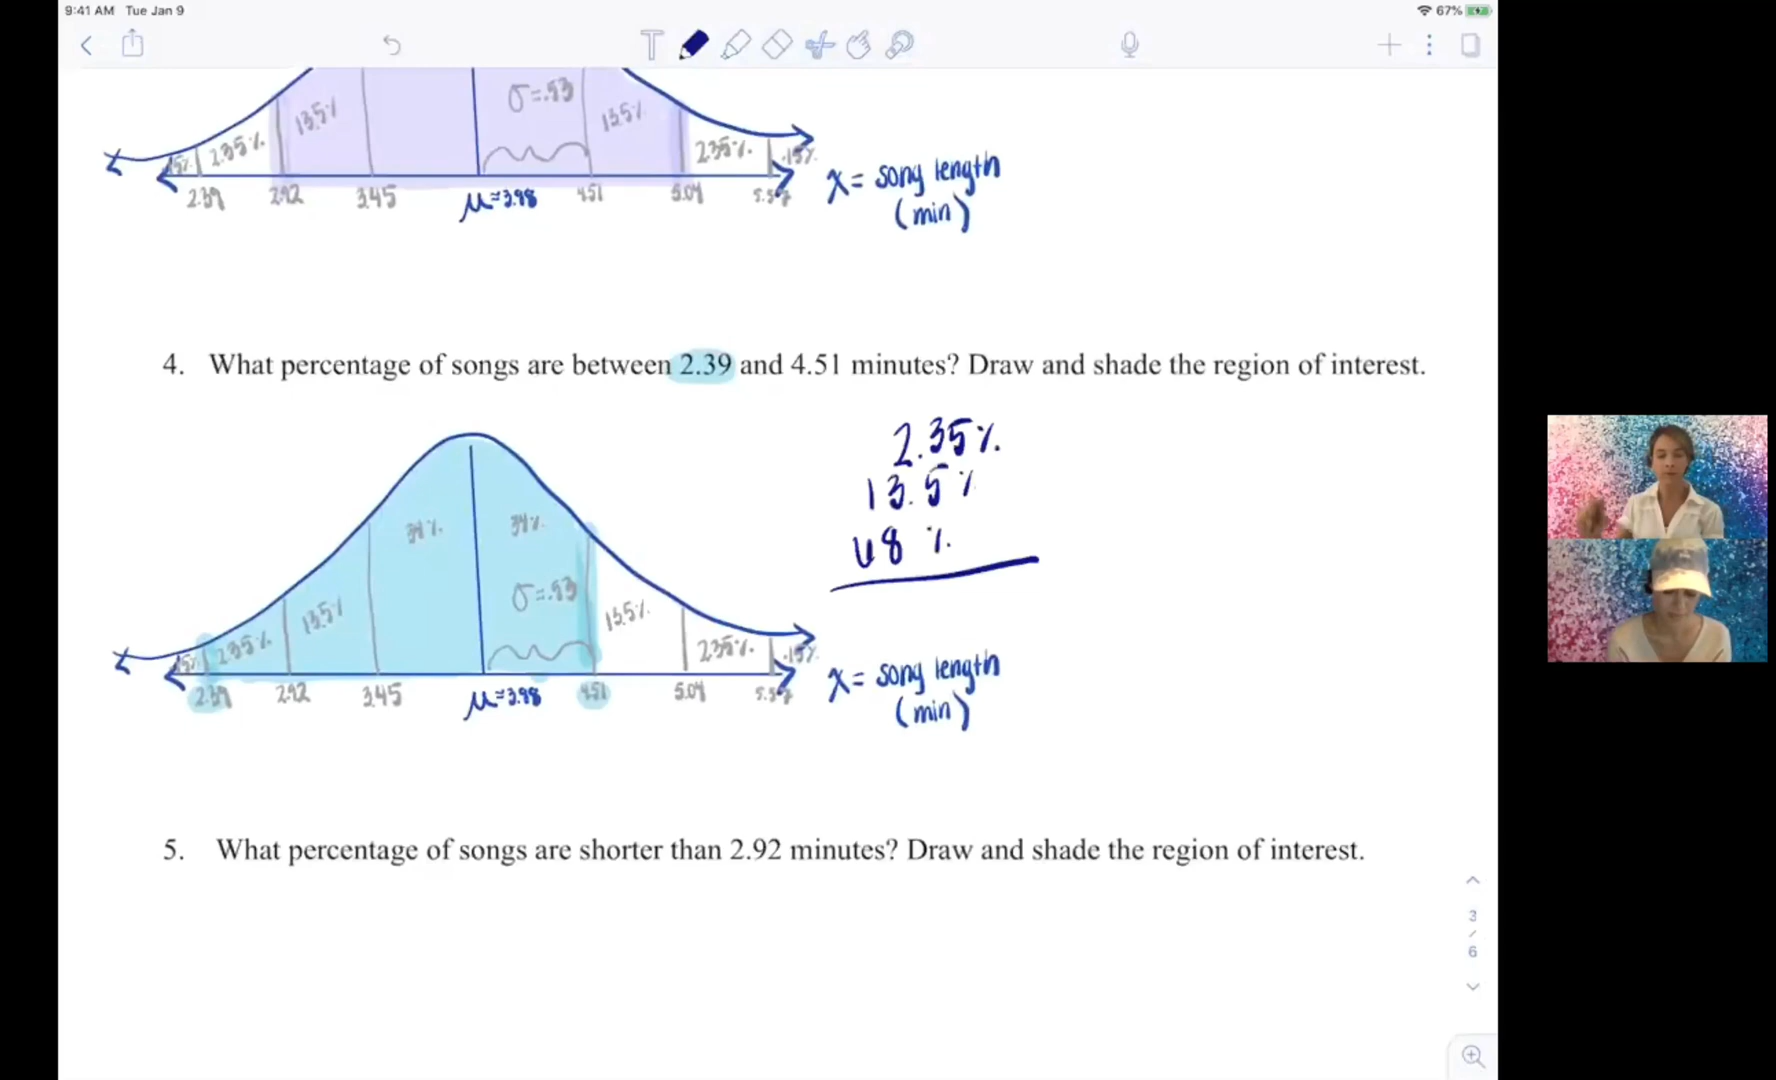 9:41 AM Tue Jan 9
67%
σ=.53
13.5%
13.5%
2.35%
2.35%
.15%
2.39
2.92
3.45
μ=3.98
4.51
5.04
x= song length
(min)
4. What percentage of songs are between 2.39 and 4.51 minutes? Draw and shade the region of interest.
2.35%
13.5%
68%
34%
34%
σ=.53
13.5%
13.5%
2.35%
2.35%
.15%
2.39
2.92
3.45
μ=3.98
4.51
5.04
x= song length
(min)
5. What percentage of songs are shorter than 2.92 minutes? Draw and shade the region of interest.
3
/
6